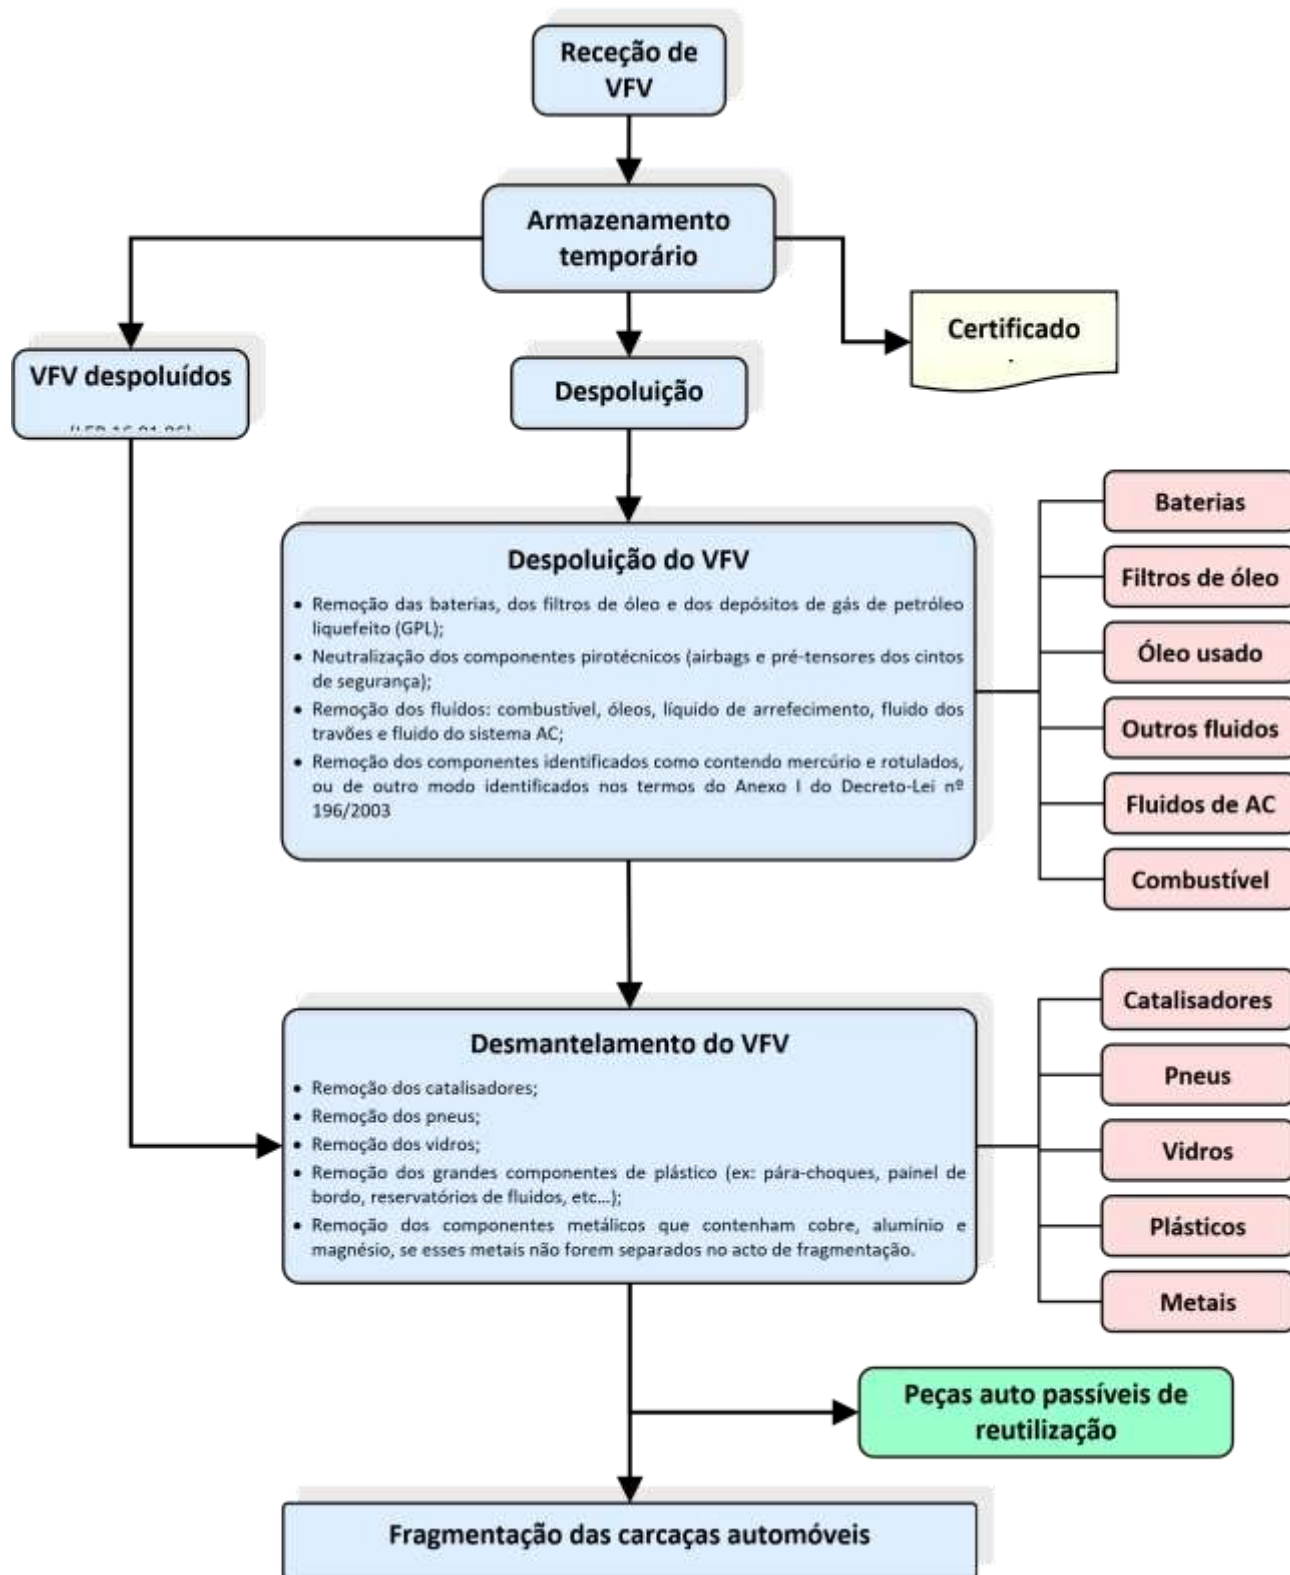 Receção de
VFV
Armazenamento
temporário
Certificado
VFV despoluídos
Despoluição
Despoluição do VFV
• Remoção das baterias, dos filtros de óleo e dos depósitos de gás de petróleo
liquefeito (GPL);
• Neutralização dos componentes pirotécnicos (airbags e pré-tensores dos cintos
de segurança);
• Remoção dos fluídos: combustível, óleos, líquido de arrefecimento, fluido dos
travões e fluido do sistema AC;
• Remoção dos componentes identificados como contendo mercúrio e rotulados,
ou de outro modo identificados nos termos do Anexo I do Decreto-Lei nº
196/2003
Baterias
Filtros de óleo
Óleo usado
Outros fluidos
Fluidos de AC
Combustível
Desmantelamento do VFV
• Remoção dos catalisadores;
• Remoção dos pneus;
• Remoção dos vidros;
• Remoção dos grandes componentes de plástico (ex: pára-choques, painel de
bordo, reservatórios de fluidos, etc...);
• Remoção dos componentes metálicos que contenham cobre, alumínio e
magnésio, se esses metais não forem separados no acto de fragmentação.
Catalisadores
Pneus
Vidros
Plásticos
Metais
Peças auto passíveis de
reutilização
Fragmentação das carcaças automóveis